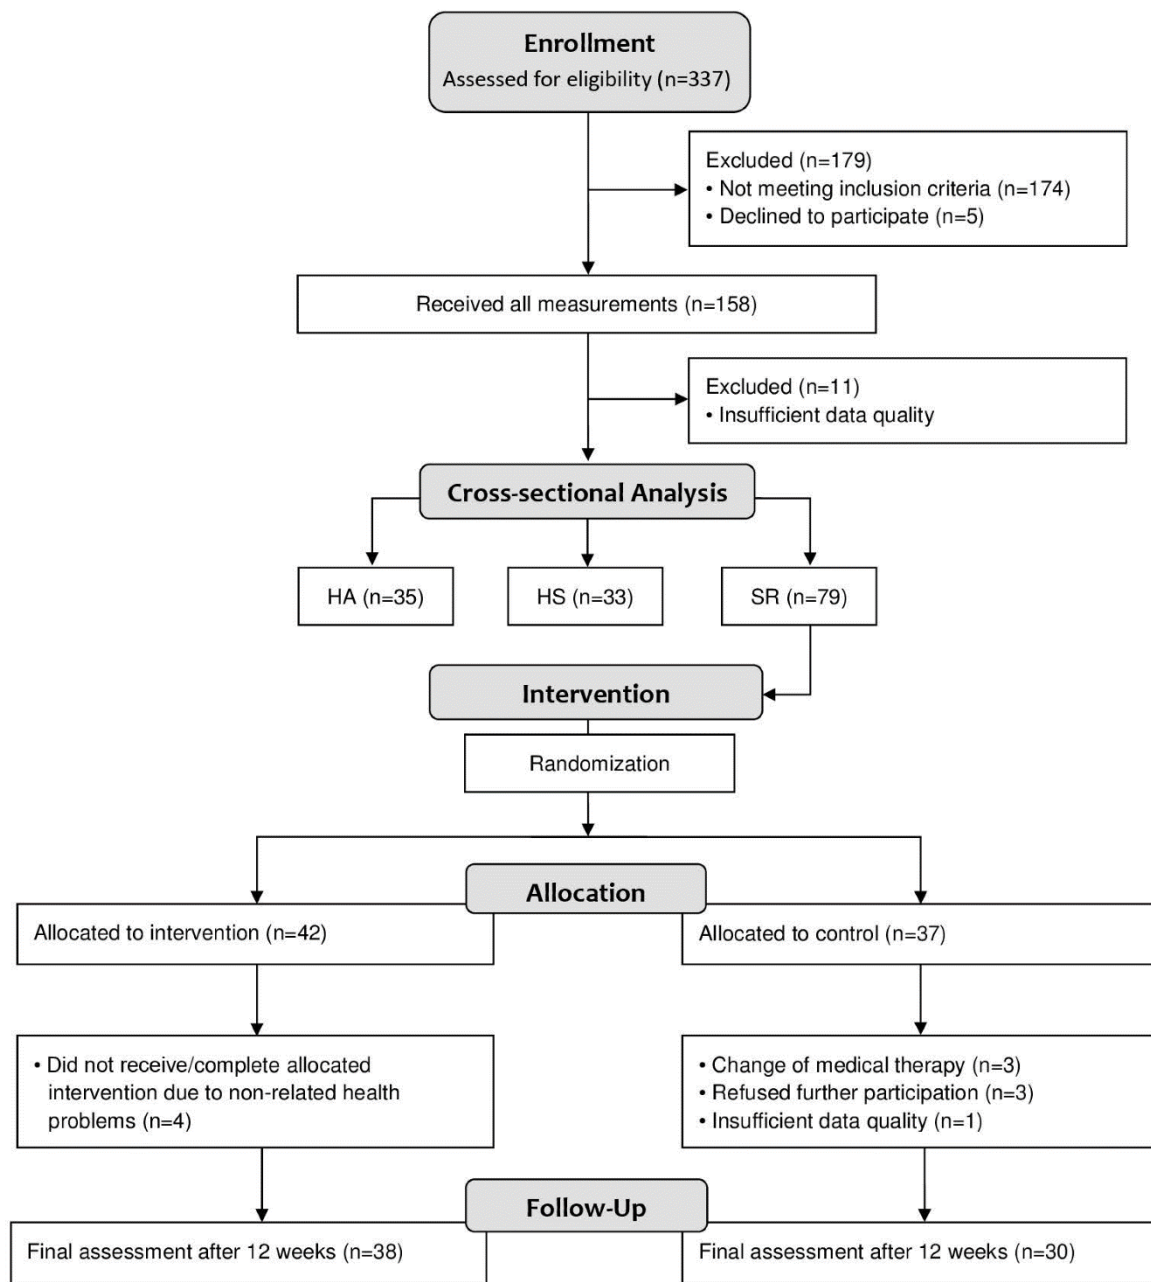 Enrollment
Assessed for eligibility (n=337)
Excluded (n=179)
• Not meeting inclusion criteria (n=174)
• Declined to participate (n=5)
Received all measurements (n=158)
Excluded (n=11)
• Insufficient data quality
Cross-sectional Analysis
HA (n=35)
HS (n=33)
SR (n=79)
Intervention
Randomization
Allocation
Allocated to intervention (n=42)
Allocated to control (n=37)
• Did not receive/complete allocated
intervention due to non-related health
problems (n=4)
• Change of medical therapy (n=3)
• Refused further participation (n=3)
• Insufficient data quality (n=1)
Follow-Up
Final assessment after 12 weeks (n=38)
Final assessment after 12 weeks (n=30)